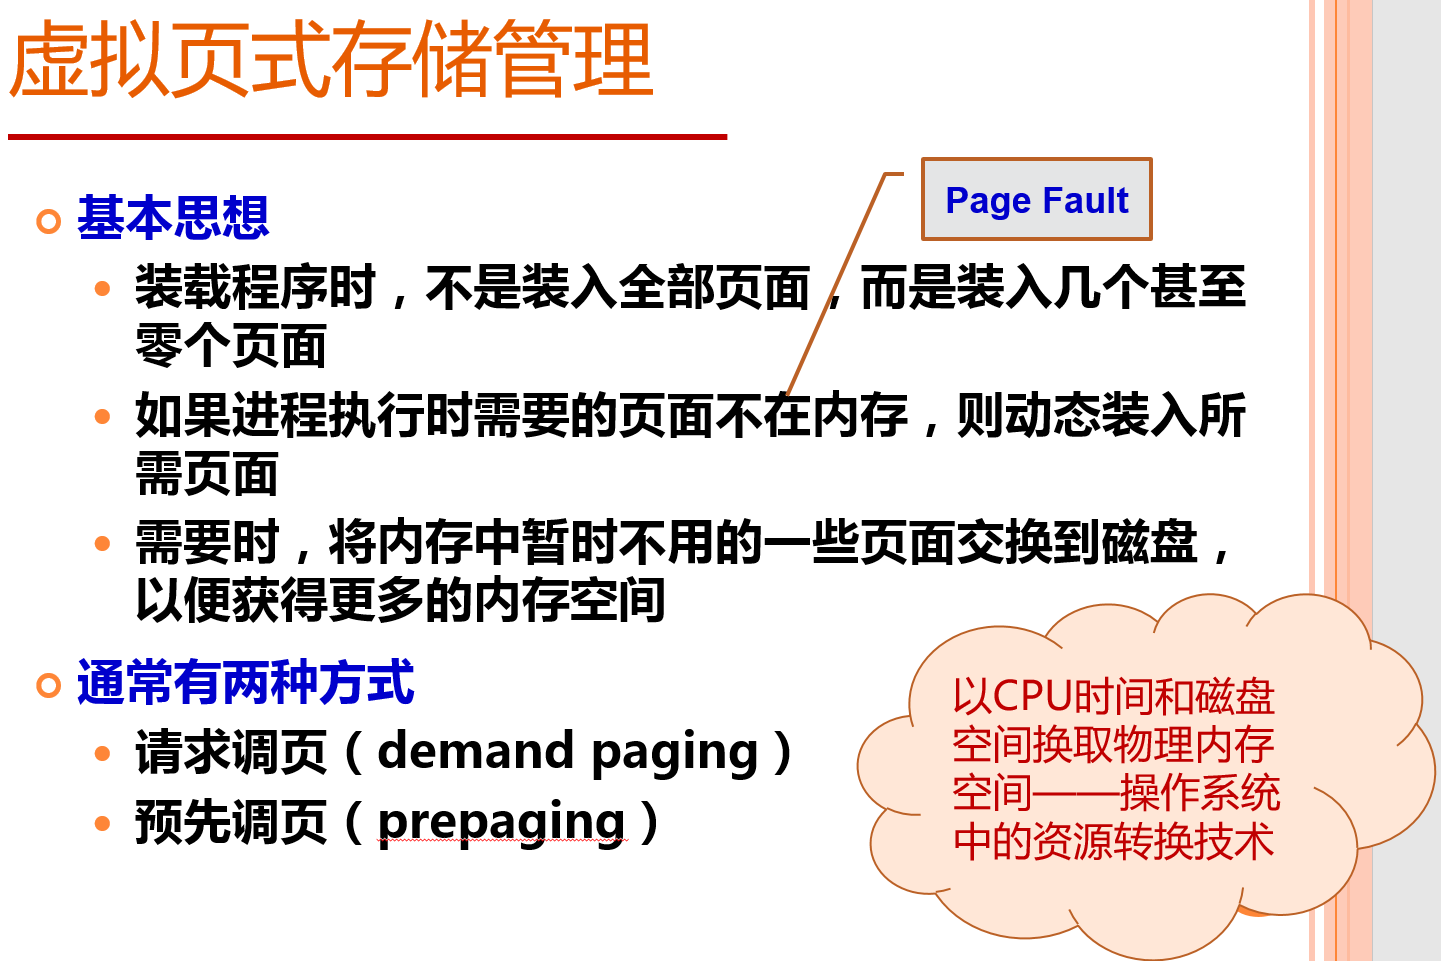 虚拟页式存储管理
Page Fault
基本思想
装载程序时，不是装入全部页面，而是装入几个甚至
零个页面
如果进程执行时需要的页面不在内存，则动态装入所
需页面
需要时，将内存中暂时不用的一些页面交换到磁盘，
以便获得更多的内存空间
通常有两种方式
请求调页（demand paging）
预先调页（prepaging）
以CPU时间和磁盘
空间换取物理内存
空间——操作系统
中的资源转换技术